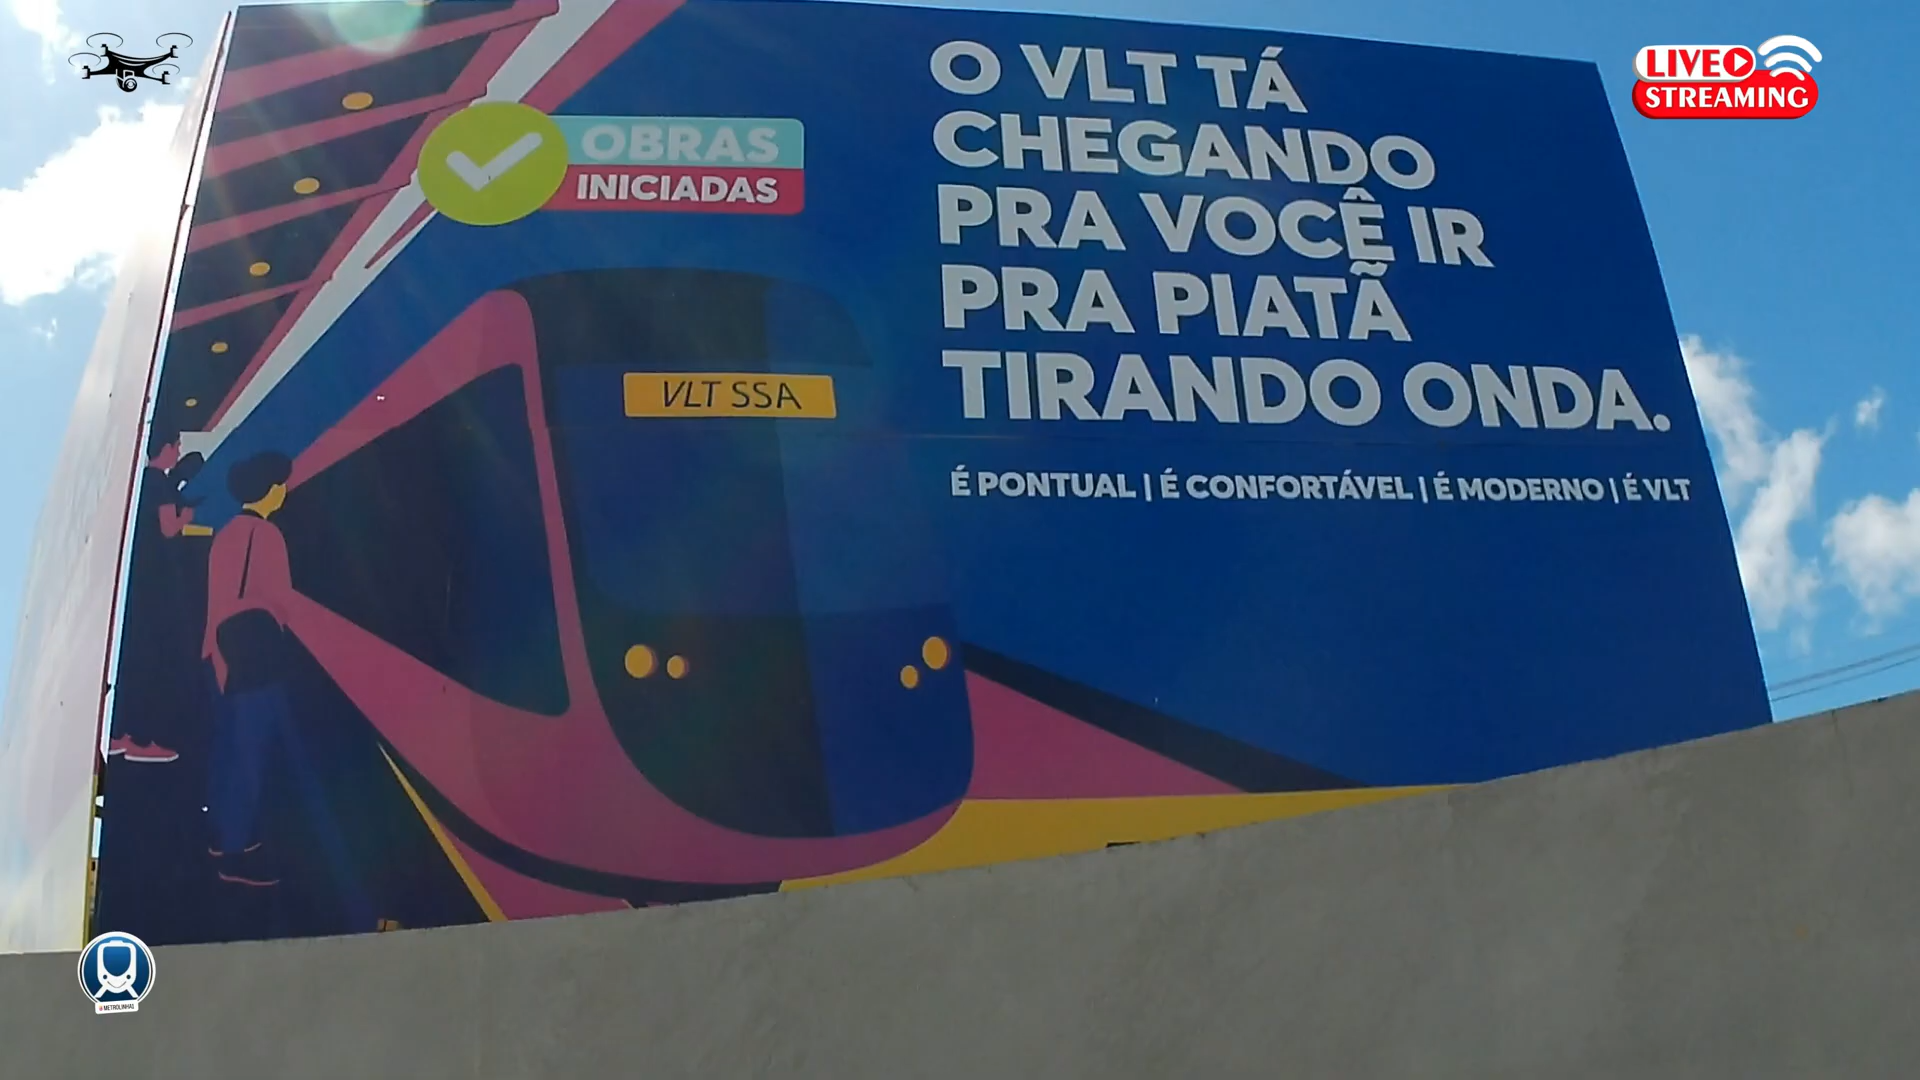 LIVE
STREAMING
O VLT TÁ
CHEGANDO
PRA VOCÊ IR
PRA PIATÃ
TIRANDO ONDA.
É PONTUAL | É CONFORTÁVEL | É MODERNO | É VLT
OBRAS
INICIADAS
VLT SSA
@METROLINHA1